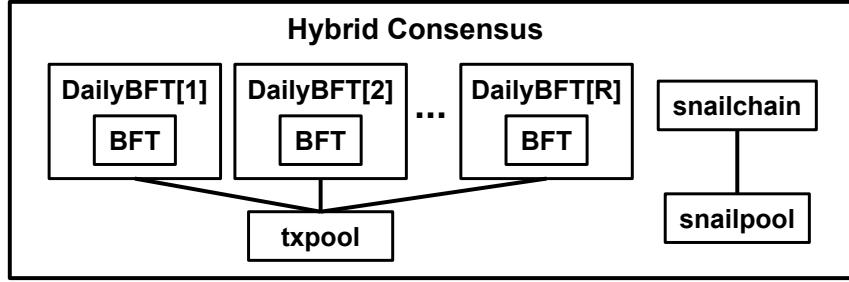 Hybrid Consensus
DailyBFT[1] DailyBFT[2] ... DailyBFT[R]
BFT BFT BFT
snailchain
txpool
snailpool